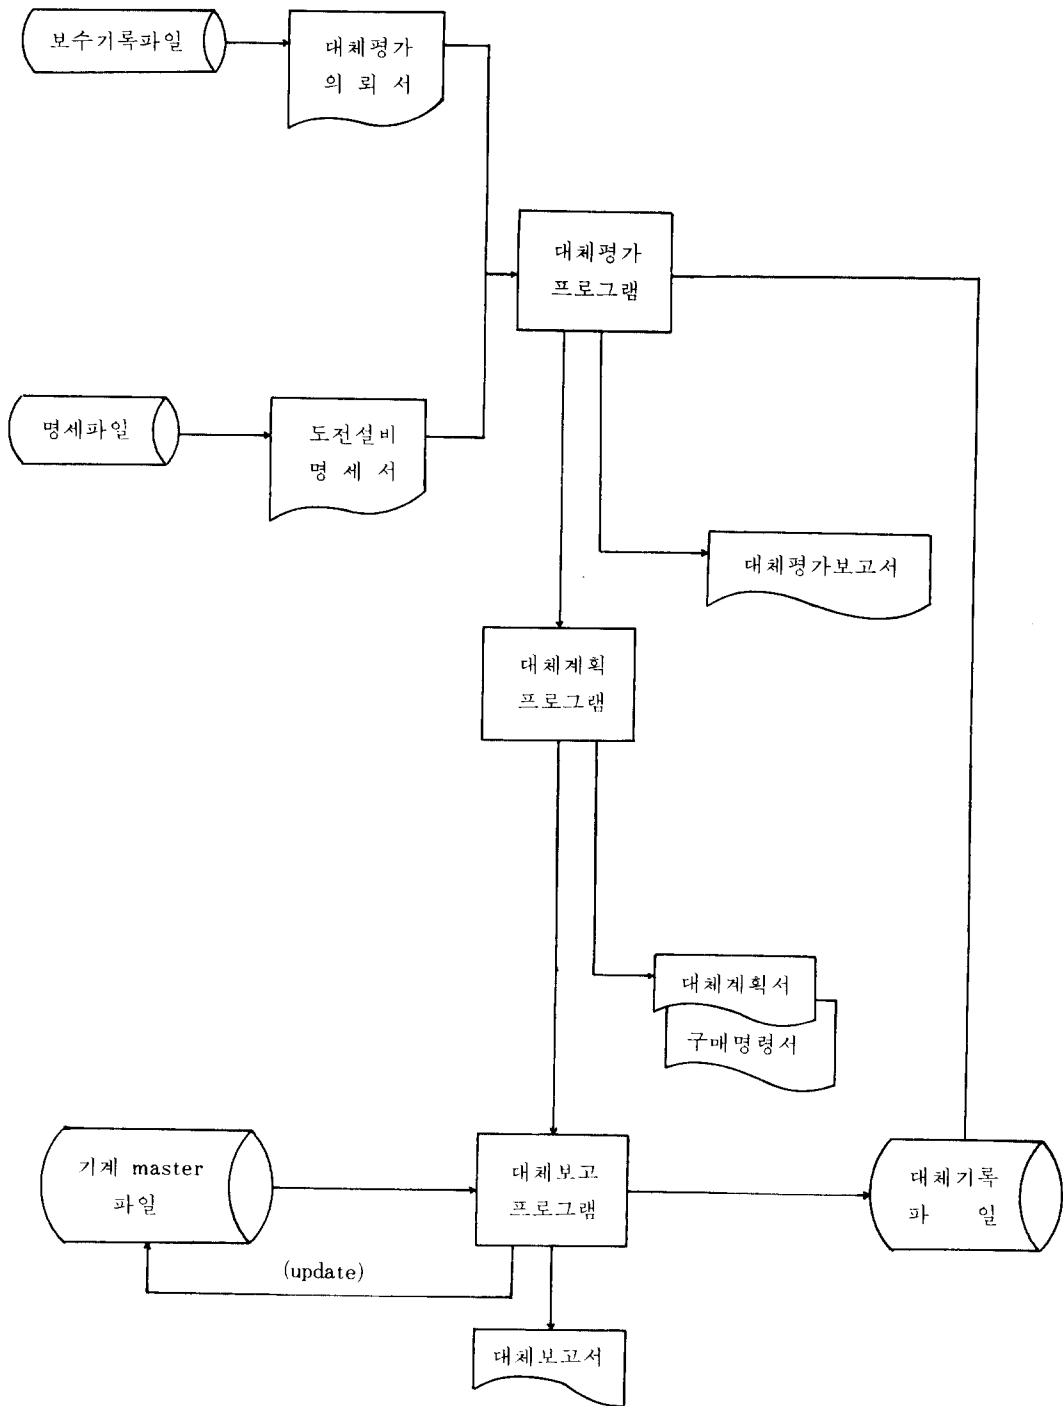 보수기록파일
대체평가
의 뢰 서
대체평가
프로그램
명세파일
도전설비
명 세 서
대체평가보고서
대체계획
프로그램
대체계획서
구매명령서
기계 master
파일
대체보고
프로그램
대체기록
파 일
(update)
대체보고서